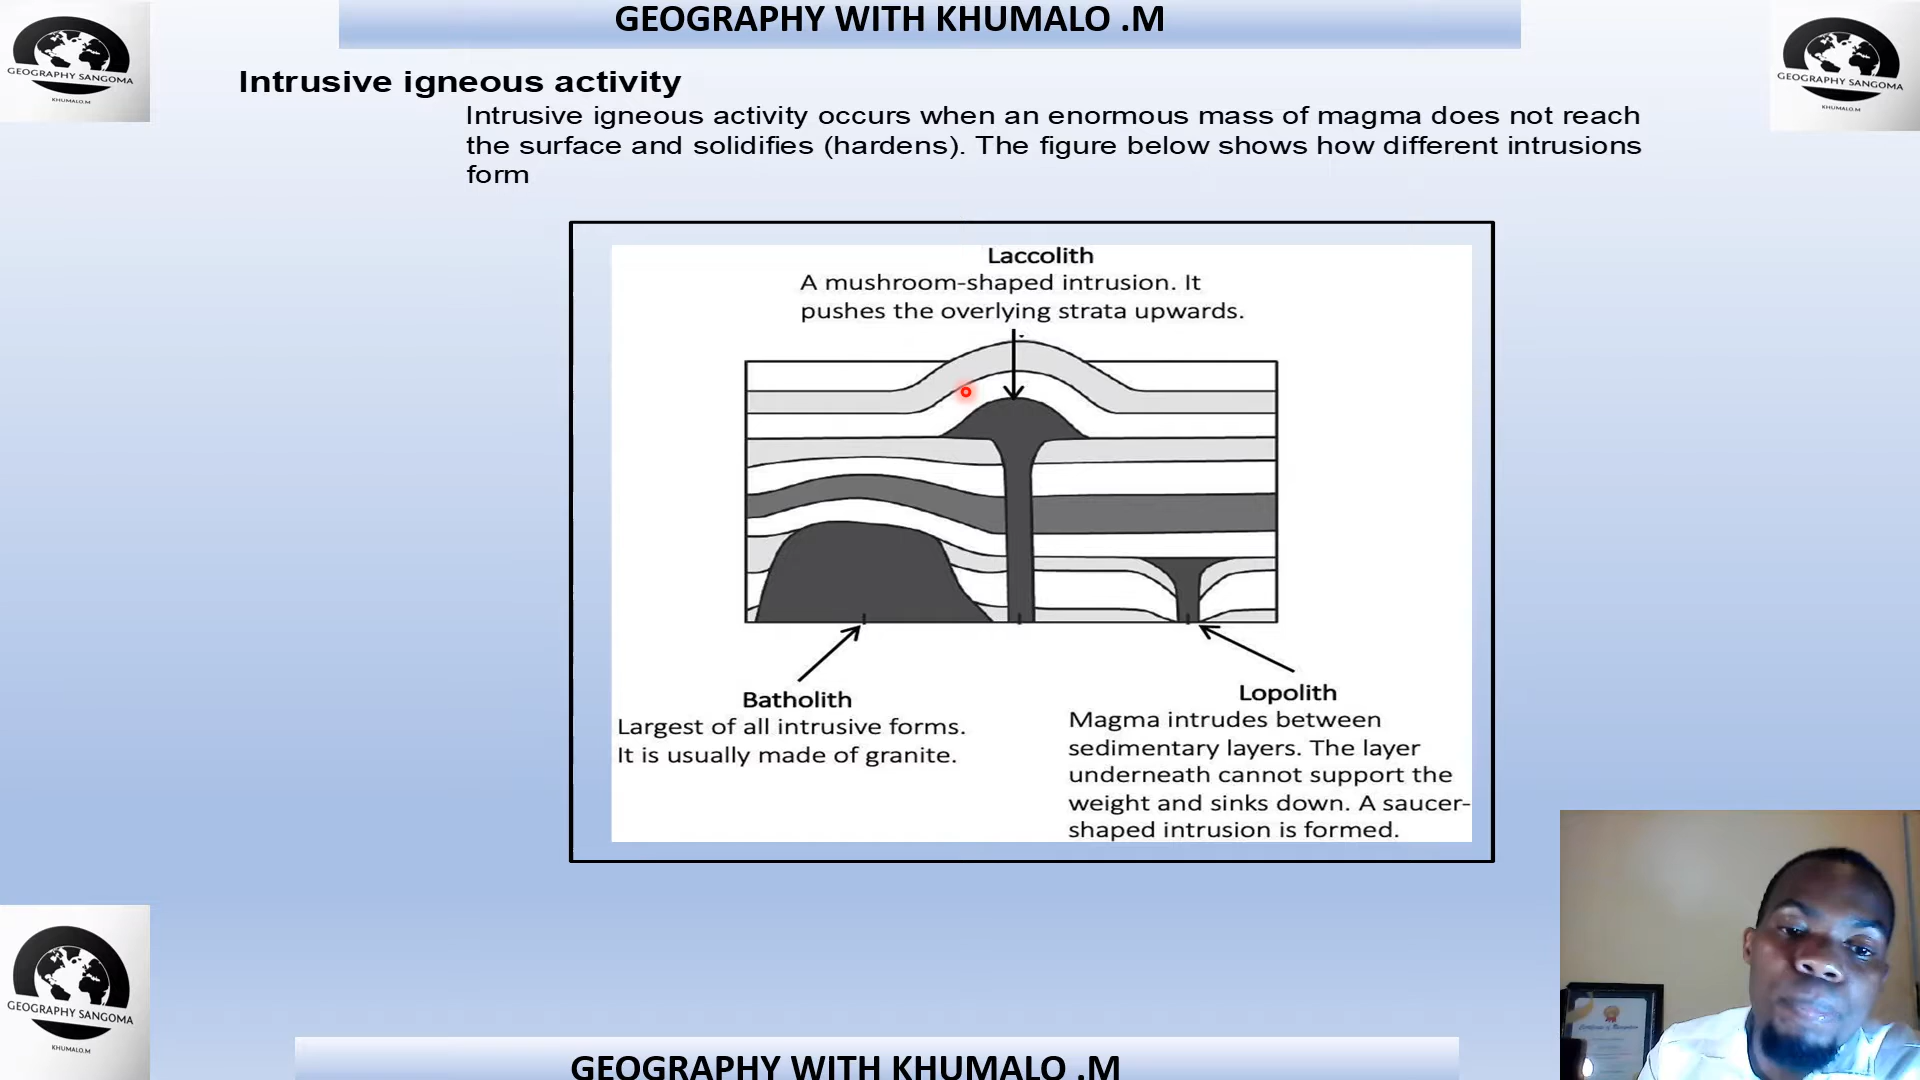 GEOGRAPHY WITH KHUMALO .M
GEOGRAPHY SANGOMA
KHUMALO.M
GEOGRAPHY SANGOMA
KHUMALO.M
Intrusive igneous activity
Intrusive igneous activity occurs when an enormous mass of magma does not reach
the surface and solidifies (hardens). The figure below shows how different intrusions
form
Laccolith
A mushroom-shaped intrusion. It
pushes the overlying strata upwards.
Batholith
Largest of all intrusive forms.
It is usually made of granite.
Lopolith
Magma intrudes between
sedimentary layers. The layer
underneath cannot support the
weight and sinks down. A saucer-
shaped intrusion is formed.
GEOGRAPHY SANGOMA
KHUMALO.M
GEOGRAPHY WITH KHUMALO .M